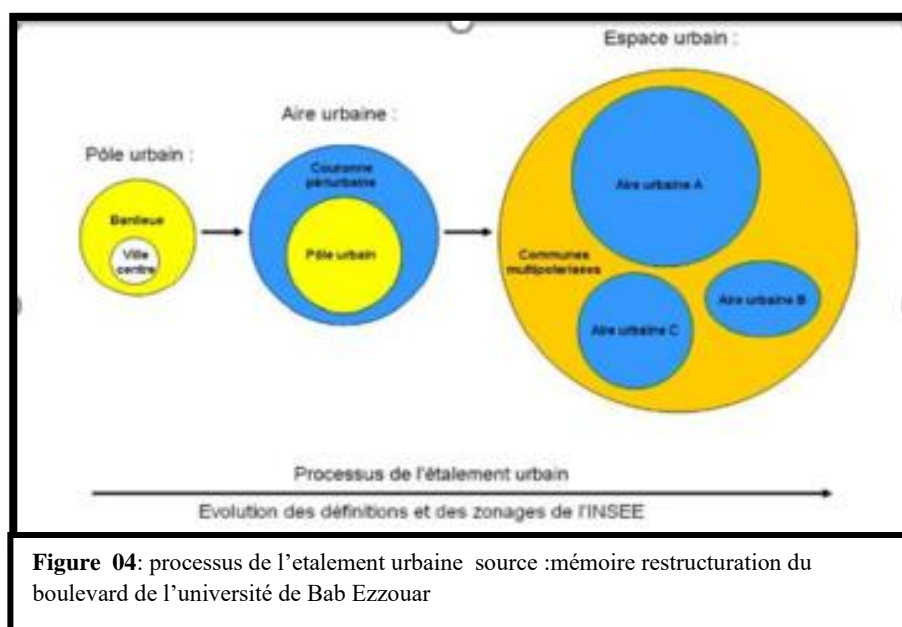 Espace urbain :
Aire urbaine :
Pôle urbain :
Couronne
périurbaine
Aire urbaine A
Banlieue
Ville
centre
Pôle urbain
Communes
multipolarisées
Aire urbaine B
Aire urbaine C
Processus de l'étalement urbain
Evolution des définitions et des zonages de l'INSEE
Figure 04: processus de l'etalement urbaine source :mémoire restructuration du
boulevard de l'université de Bab Ezzouar